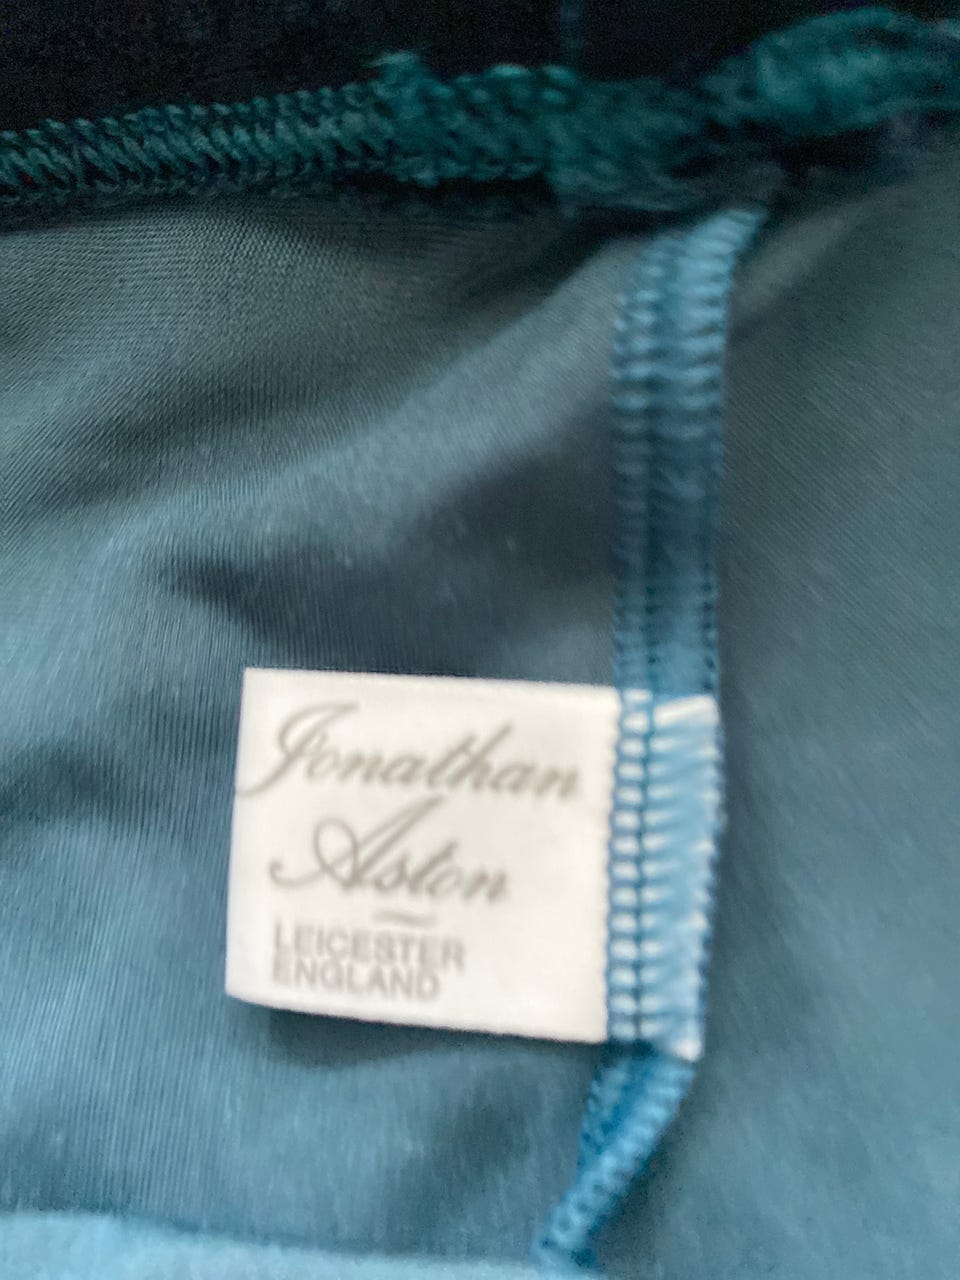 Jonathan
Aston
LEICESTER
ENGLAND